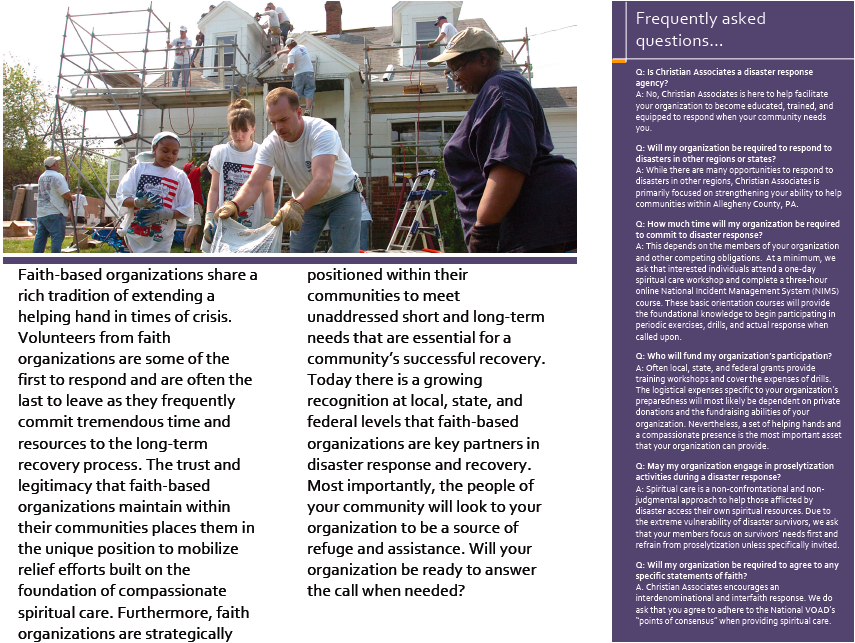 Faith-based organizations share a
rich tradition of extending a
helping hand in times of crisis.
Volunteers from faith
organizations are some of the
first to respond and are often the
last to leave as they frequently
commit tremendous time and
resources to the long-term
recovery process. The trust and
legitimacy that faith-based
organizations maintain within
their communities places them in
the unique position to mobilize
relief efforts built on the
foundation of compassionate
spiritual care. Furthermore, faith
organizations are strategically
positioned within their
communities to meet
unaddressed short and long-term
needs that are essential for a
community's successful recovery.
Today there is a growing
recognition at local, state, and
federal levels that faith-based
organizations are key partners in
disaster response and recovery.
Most importantly, the people of
your community will look to your
organization to be a source of
refuge and assistance. Will your
organization be ready to answer
the call when needed?
Frequently asked
questions...
Q: Is Christian Associates a disaster response
agency?
A: No, Christian Associates is here to help facilitate
your organization to become educated, trained, and
equipped to respond when your community needs
you.
Q: Will my organization be required to respond to
disasters in other regions or states?
A: While there are many opportunities to respond to
disasters in other regions, Christian Associates is
primarily focused on strengthening your ability to help
communities within Allegheny County, PA.
Q: How much time will my organization be required
to commit to disaster response?
A: This depends on the members of your organization
and other competing obligations.  At a minimum, we
ask that interested individuals attend a one-day
spiritual care workshop and complete a three-hour
online National Incident Management System (NIMS)
course. These basic orientation courses will provide
the foundational knowledge to begin participating in
periodic exercises, drills, and actual response when
called upon.
Q: Who will fund my organization's participation?
A: Often local, state, and federal grants provide
training workshops and cover the expenses of drills.
The logistical expenses specific to your organization's
preparedness will most likely be dependent on private
donations and the fundraising abilities of your
organization. Nevertheless, a set of helping hands and
a compassionate presence is the most important asset
that your organization can provide.
Q: May my organization engage in proselytization
activities during a disaster response?
A: Spiritual care is a non-confrontational and non-
judgmental approach to help those afflicted by
disaster access their own spiritual resources. Due to
the extreme vulnerability of disaster survivors, we ask
that your members focus on survivors' needs first and
refrain from proselytization unless specifically invited.
Q: Will my organization be required to agree to any
specific statements of faith?
A. Christian Associates encourages an
interdenominational and interfaith response. We do
ask that you agree to adhere to the National VOAD's
"points of consensus" when providing spiritual care.